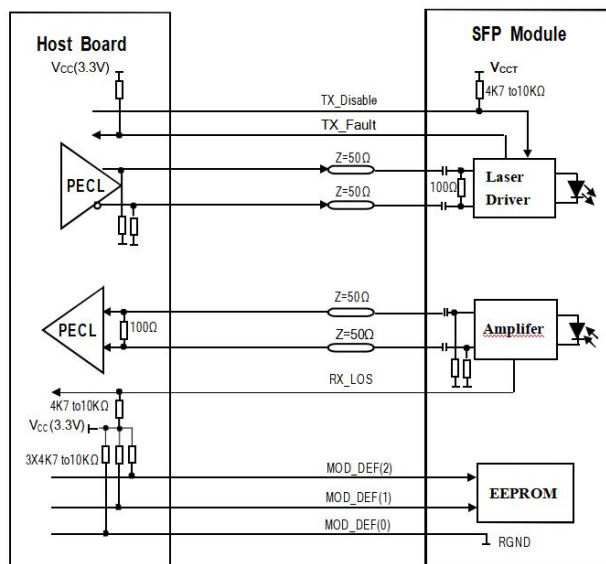 Host Board
SFP Module
VCC(3.3V)
VCCT
4K7 to10KΩ
TX_Disable
TX_Fault
PECL
Z=50Ω
Z=50Ω
100Ω
Laser
Driver
PECL
100Ω
Z=50Ω
Z=50Ω
Amplifer
RX_LOS
4K7 to10KΩ
VCC(3.3V)
3X4K7 to10KΩ
MOD_DEF(2)
MOD_DEF(1)
MOD_DEF(0)
EEPROM
RGND